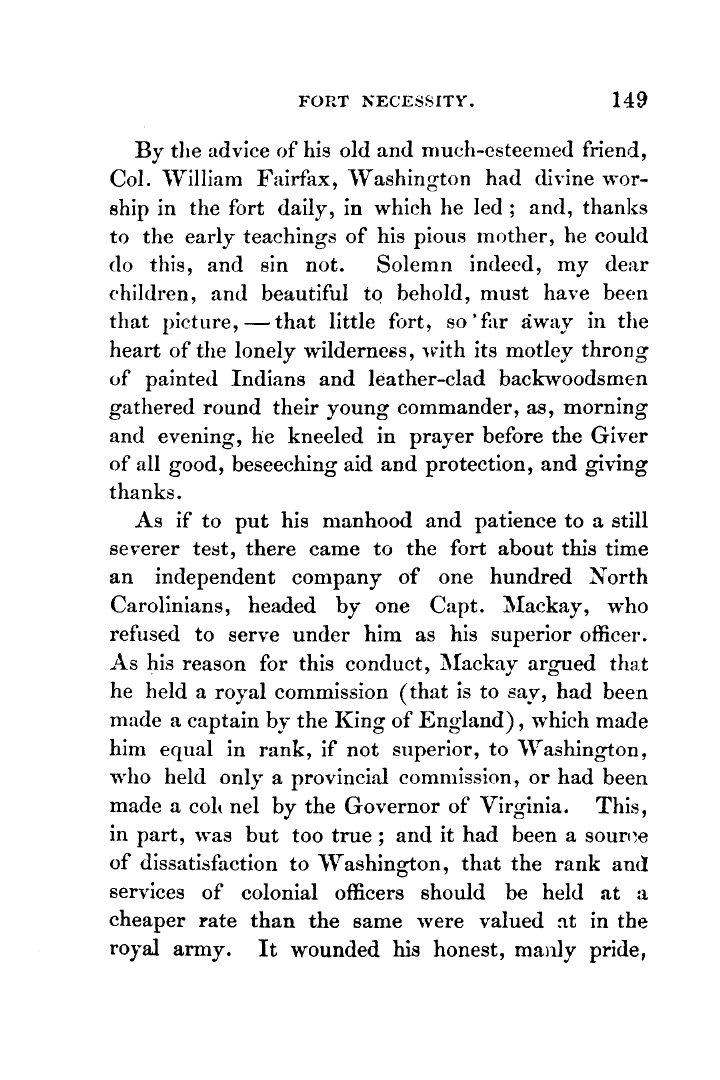 FORT NECESSITY. 149
By the advice of his old and much-esteemed friend,
Col. William Fairfax, Washington had divine wor-
ship in the fort daily, in which he led ; and, thanks
to the early teachings of his pious mother, he could
do this, and sin not. Solemn indeed, my dear
children, and beautiful to behold, must have been
that picture, — that little fort, so far away in the
heart of the lonely wilderness, with its motley throng
of painted Indians and leather-clad backwoodsmen
gathered round their young commander, as, morning
and evening, he kneeled in prayer before the Giver
of all good, beseeching aid and protection, and giving
thanks.
As if to put his manhood and patience to a still
severer test, there came to the fort about this time
an independent company of one hundred North
Carolinians, headed by one Capt. Mackay, who
refused to serve under him as his superior officer.
As his reason for this conduct, Mackay argued that
he held a royal commission (that is to say, had been
made a captain by the King of England), which made
him equal in rank, if not superior, to Washington,
who held only a provincial commission, or had been
made a colonel by the Governor of Virginia. This,
in part, was but too true ; and it had been a source
of dissatisfaction to Washington, that the rank and
services of colonial officers should be held at a
cheaper rate than the same were valued at in the
royal army. It wounded his honest, manly pride,